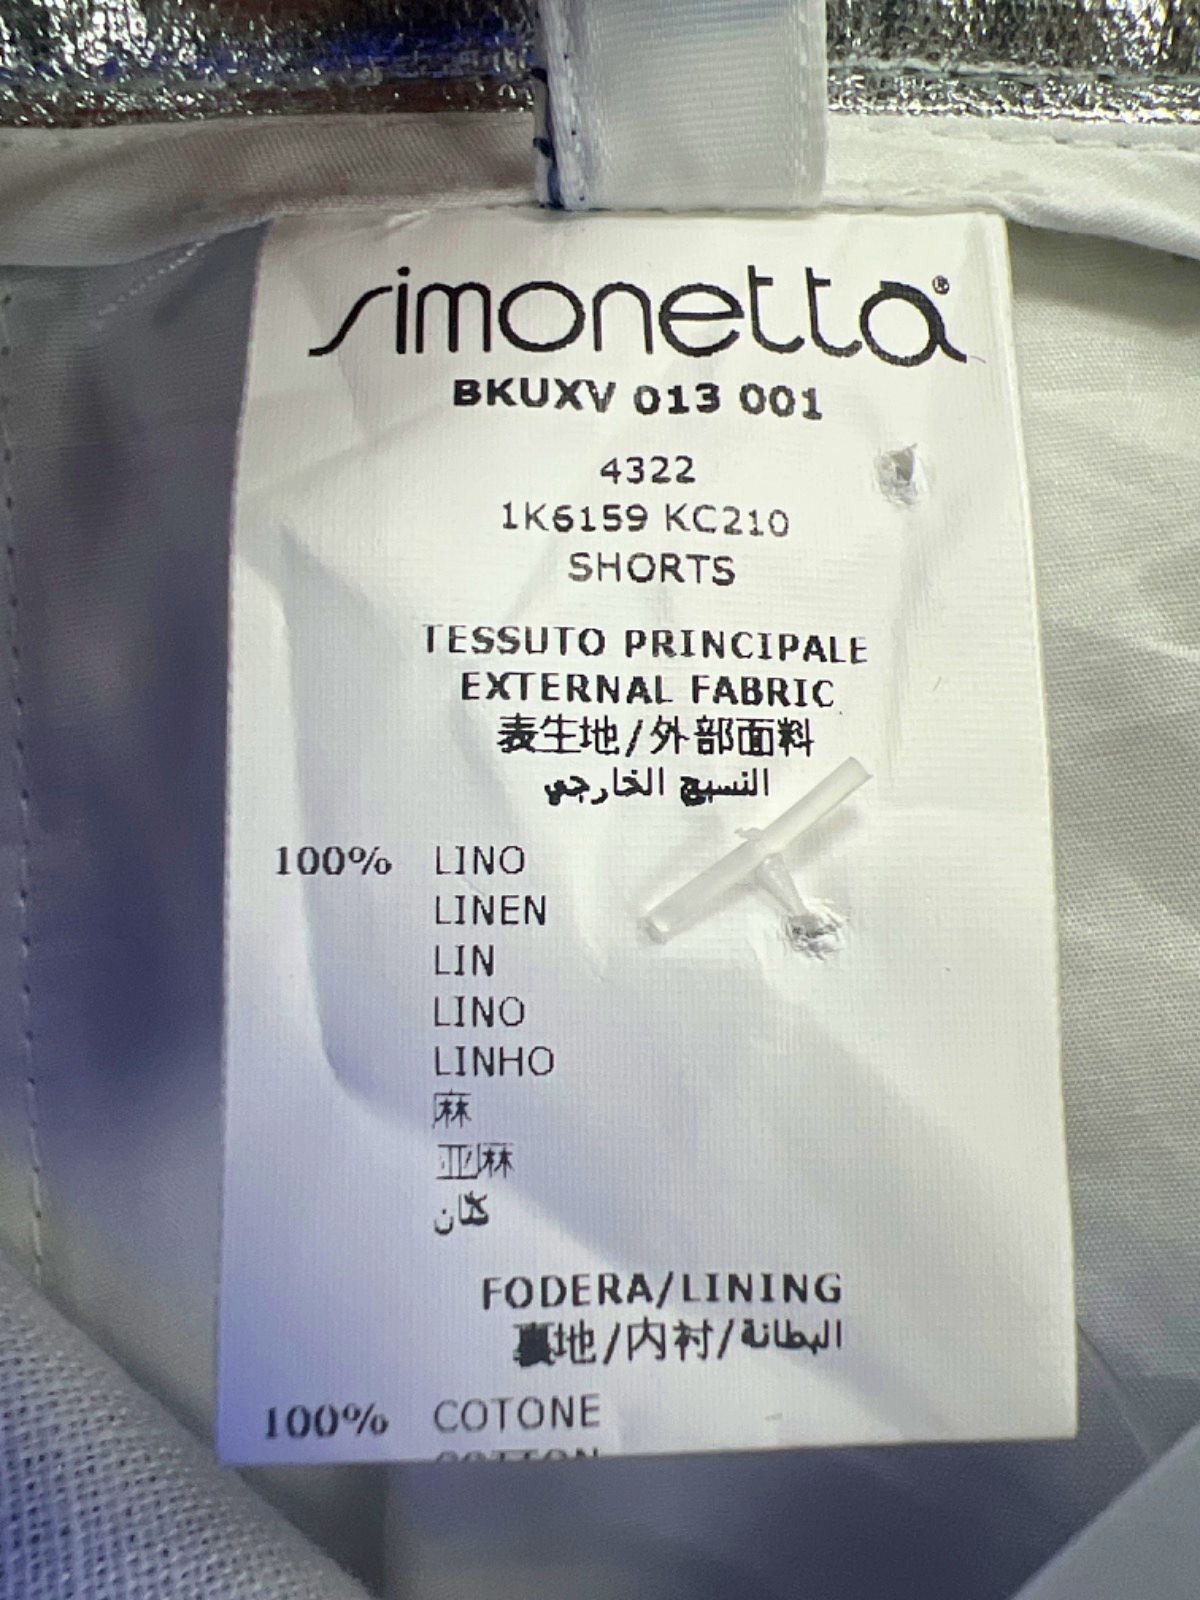 simonetta®
BKUXV 013 001
4322
1K6159 KC210
SHORTS
TESSUTO PRINCIPALE
EXTERNAL FABRIC
表生地/外部面料
النسيج الخارجي
100% LINO
LINEN
LIN
LINO
LINHO
麻
亚麻
كتان
FODERA/LINING
裏地/内衬/البطانة
100% COTONE
COTTON